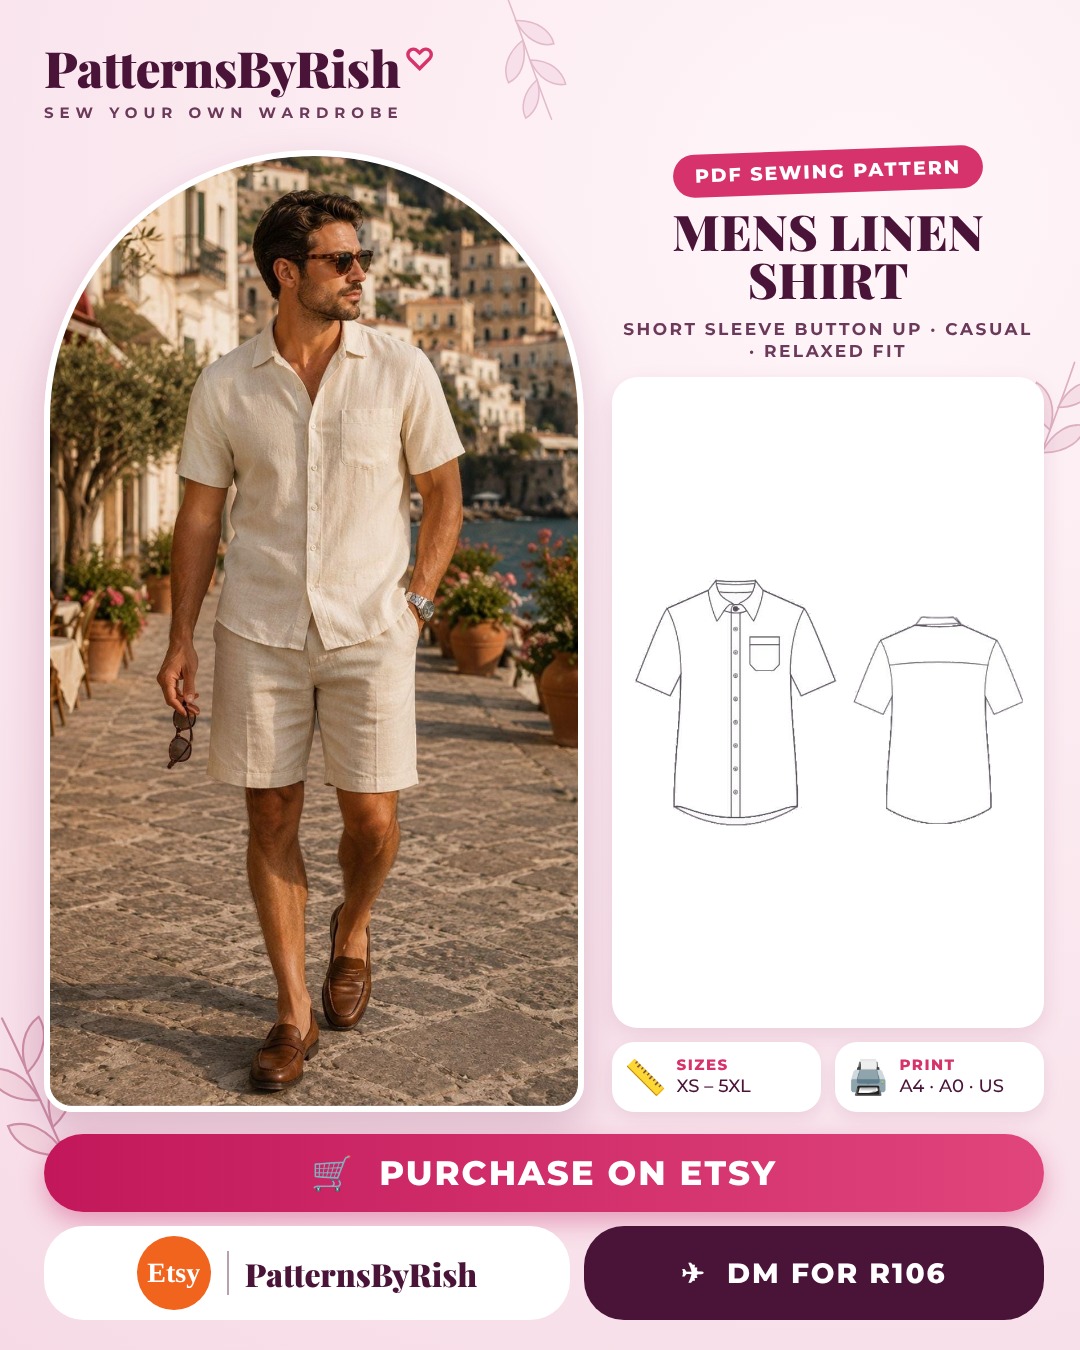 PatternsByRish
SEW YOUR OWN WARDROBE
PDF SEWING PATTERN
MENS LINEN
SHIRT
SHORT SLEEVE BUTTON UP · CASUAL
· RELAXED FIT
SIZES
XS – 5XL
PRINT
A4 · A0 · US
PURCHASE ON ETSY
Etsy
PatternsByRish
DM FOR R106